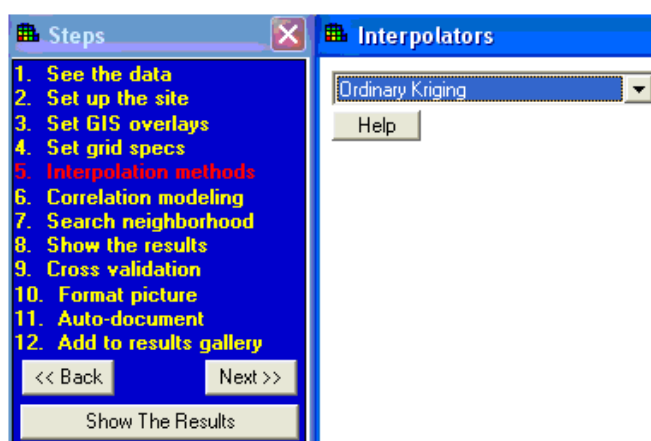 Steps
1. See the data
2. Set up the site
3. Set GIS overlays
4. Set grid specs
5. Interpolation methods
6. Correlation modeling
7. Search neighborhood
8. Show the results
9. Cross validation
10. Format picture
11. Auto-document
12. Add to results gallery
<< Back
Next >>
Show The Results
Interpolators
Ordinary Kriging
Help